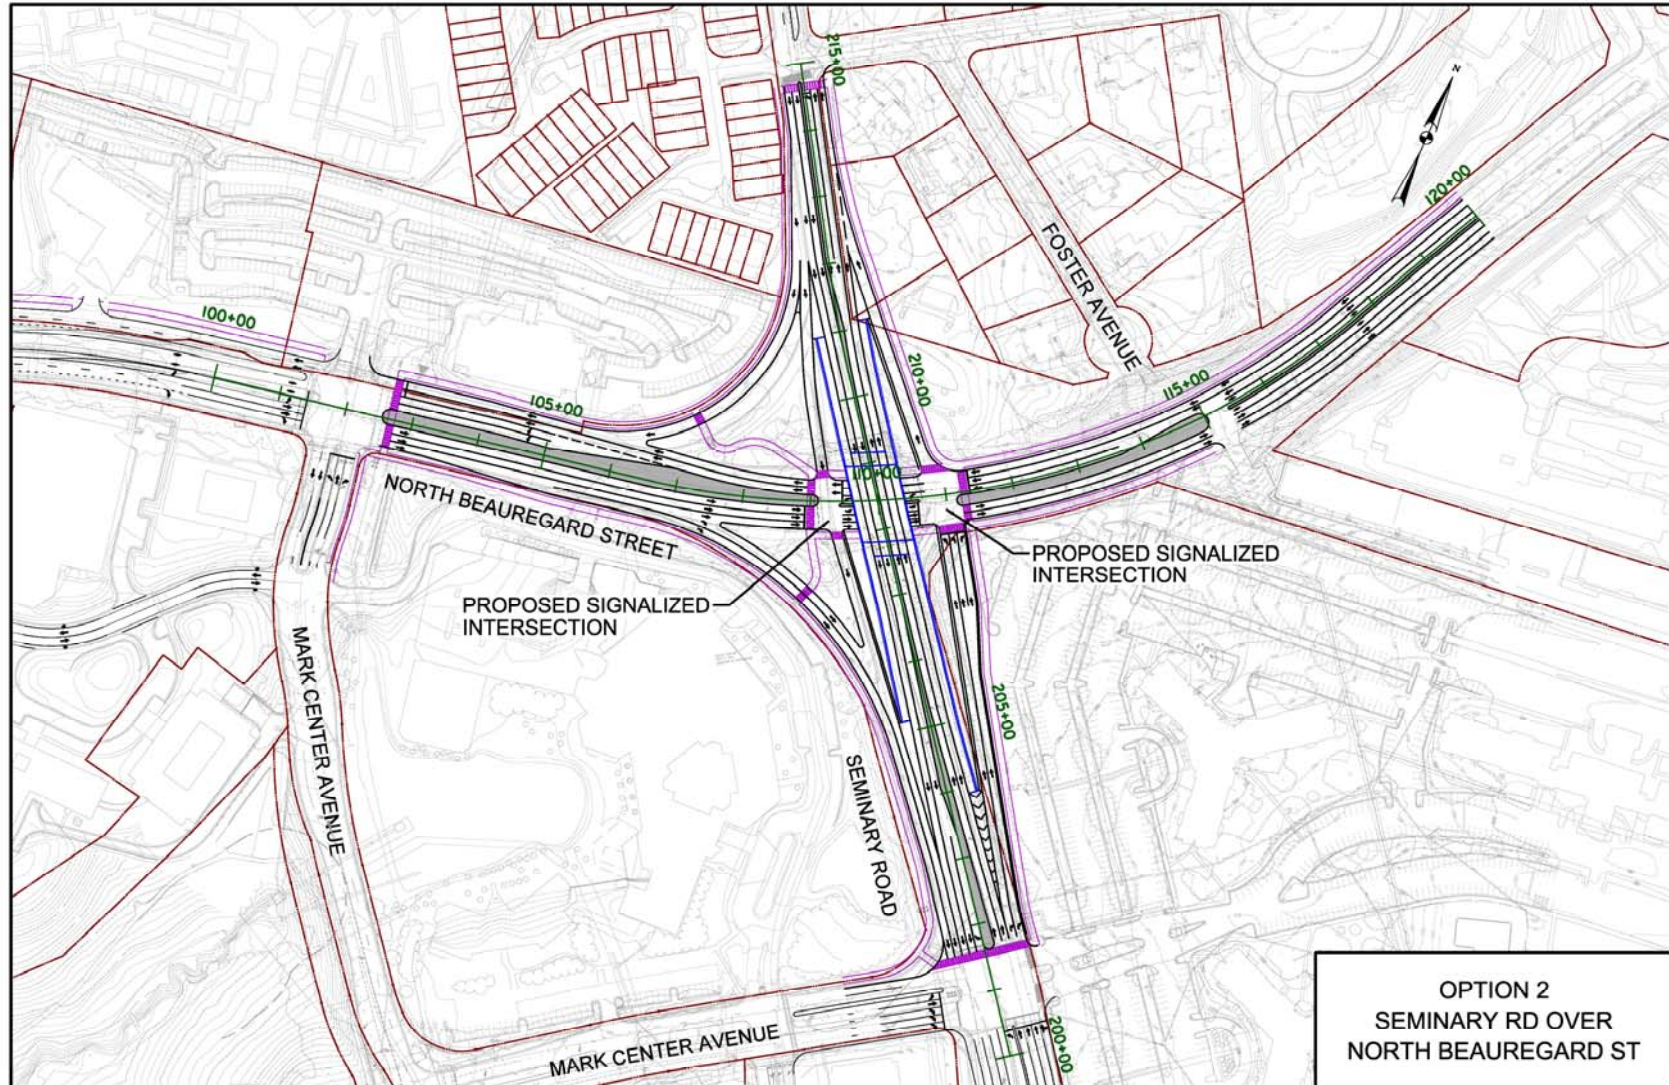 215+00
N
120+00
FOSTER AVENUE
100+00
210+00
115+00
105+00
110+00
NORTH BEAUREGARD STREET
PROPOSED SIGNALIZED
INTERSECTION
PROPOSED SIGNALIZED
INTERSECTION
MARK CENTER AVENUE
205+00
SEMINARY ROAD
MARK CENTER AVENUE
200+00
OPTION 2
SEMINARY RD OVER
NORTH BEAUREGARD ST